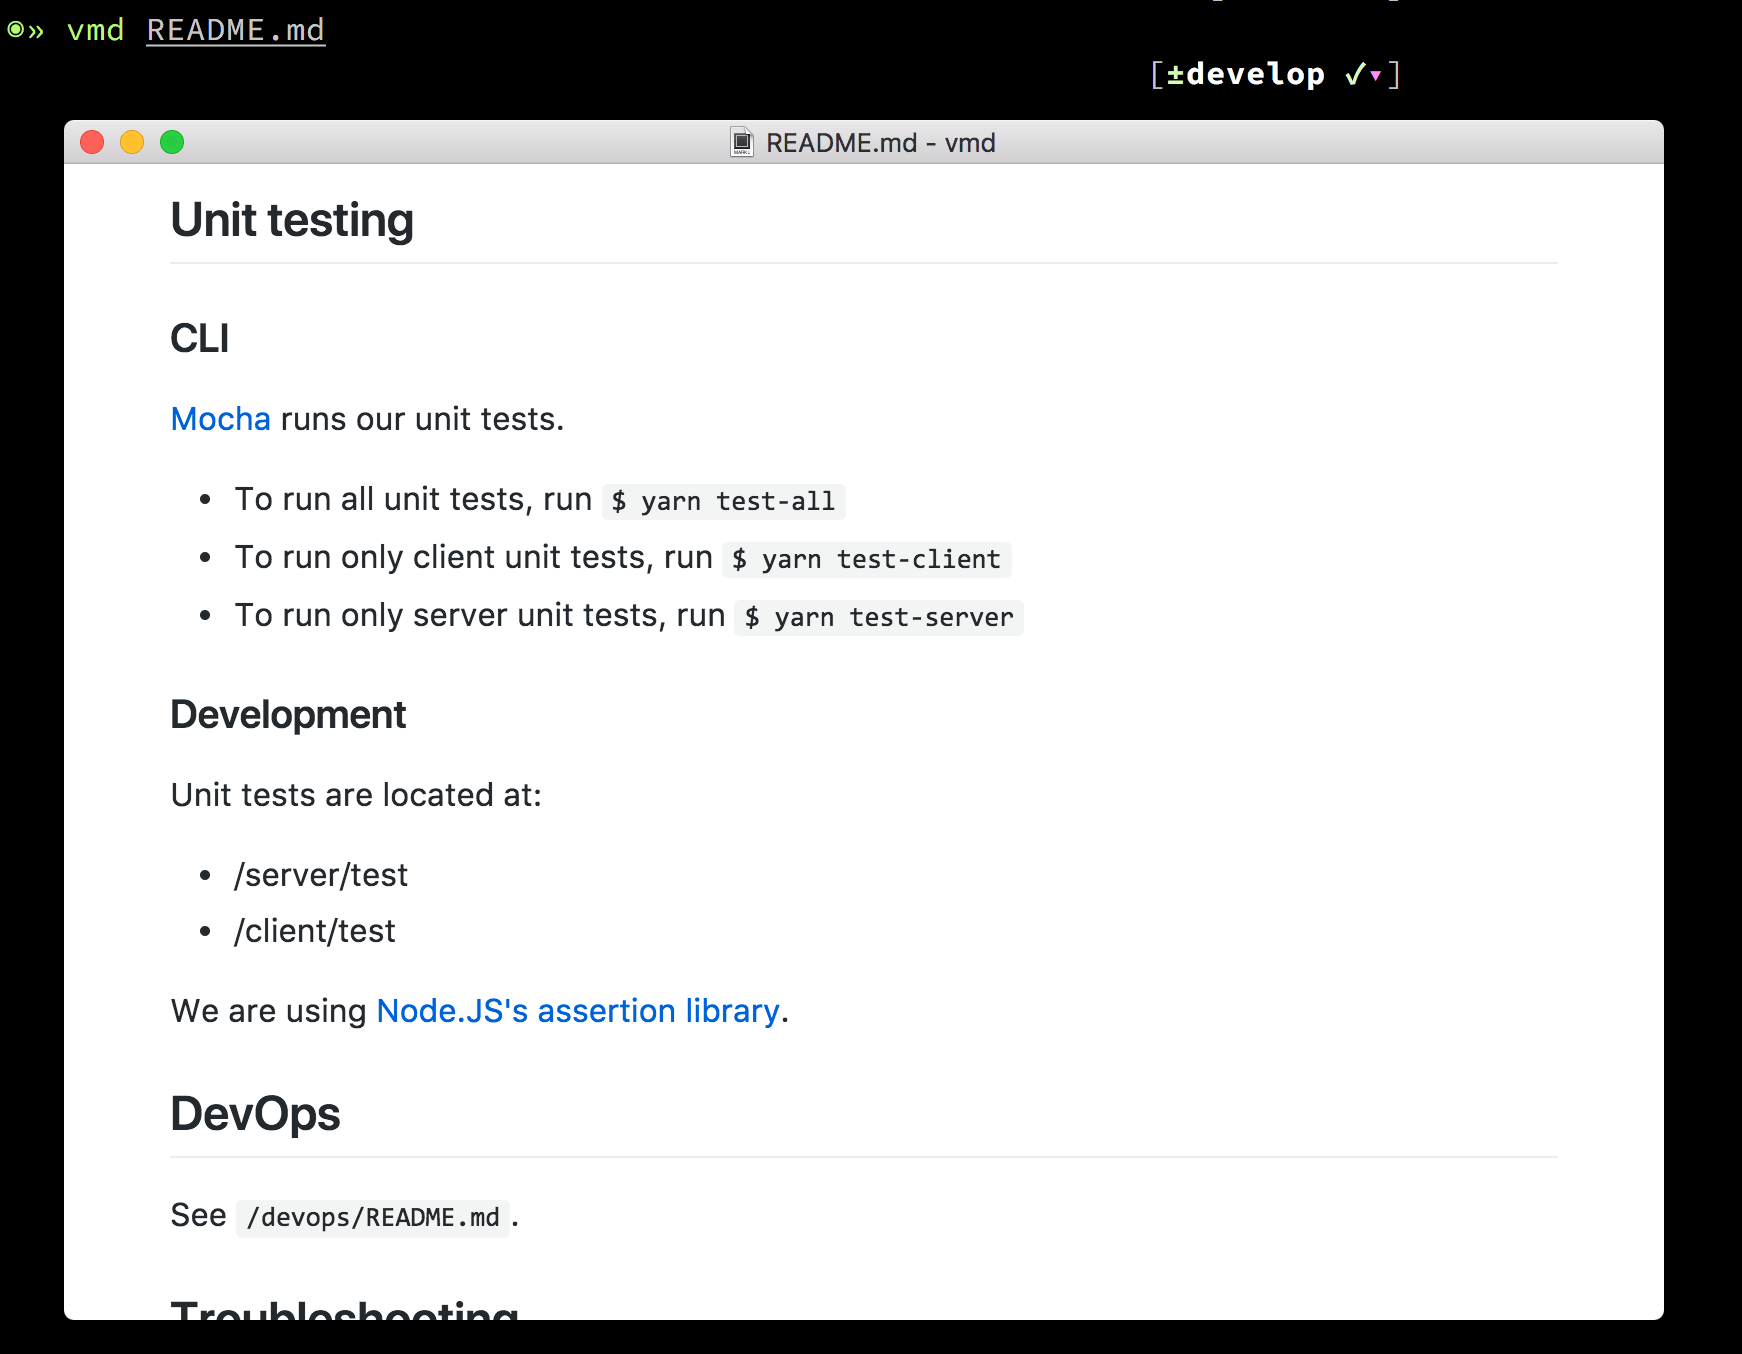 ◉» vmd README.md
[±develop ✓▾]
README.md - vmd
Unit testing
CLI
Mocha runs our unit tests.
• To run all unit tests, run $ yarn test-all
• To run only client unit tests, run $ yarn test-client
• To run only server unit tests, run $ yarn test-server
Development
Unit tests are located at:
• /server/test
• /client/test
We are using Node.JS's assertion library.
DevOps
See /devops/README.md.
Troubleshooting